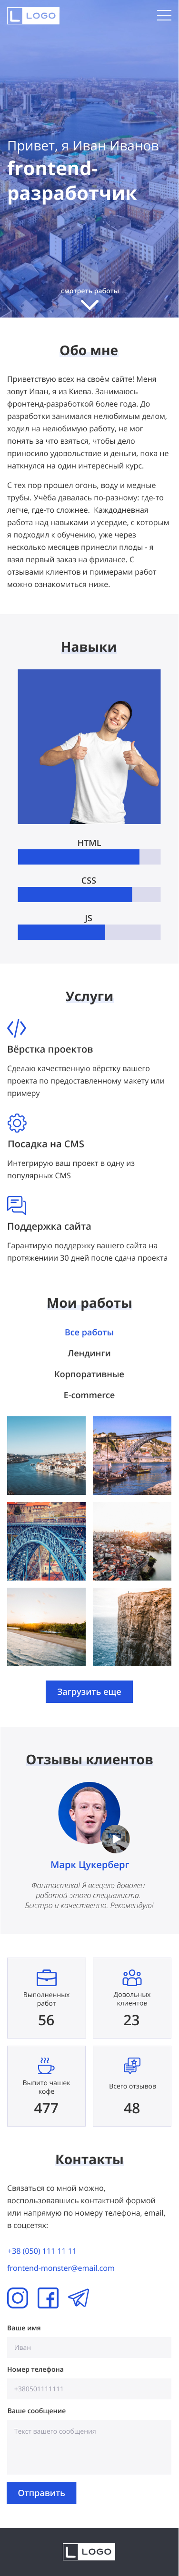 L LOGO
Привет, я Иван Иванов
frontend-
разработчик
смотреть работы
Обо мне
Приветствую всех на своём сайте! Меня
зовут Иван, я из Киева. Занимаюсь
фронтенд-разработкой более года. До
разработки занимался нелюбимым делом,
ходил на нелюбимую работу, не мог
понять за что взяться, чтобы дело
приносило удовольствие и деньги, пока не
наткнулся на один интересный курс.
С тех пор прошел огонь, воду и медные
трубы. Учёба давалась по-разному: где-то
легче, где-то сложнее. Каждодневная
работа над навыками и усердие, с которым
я подходил к обучению, уже через
несколько месяцев принесли плоды - я
взял первый заказ на фрилансе. С
отзывами клиентов и примерами работ
можно ознакомиться ниже.
Навыки
HTML
CSS
JS
Услуги
Вёрстка проектов
Сделаю качественную вёрстку вашего
проекта по предоставленному макету или
примеру
Посадка на CMS
Интегрирую ваш проект в одну из
популярных CMS
Поддержка сайта
Гарантирую поддержку вашего сайта на
протяжениии 30 дней после сдача проекта
Мои работы
Все работы
Лендинги
Корпоративные
E-commerce
Загрузить еще
Отзывы клиентов
Марк Цукерберг
Фантастика! Я всецело доволен
работой этого специалиста.
Быстро и качественно. Рекомендую!
Выполненных
работ
56
Довольных
клиентов
23
Выпито чашек
кофе
477
Всего отзывов
48
Контакты
Связаться со мной можно,
воспользовавшись контактной формой
или напрямую по номеру телефона, email,
в соцсетях:
+38 (050) 111 11 11
frontend-monster@email.com
Ваше имя
Иван
Номер телефона
+380501111111
Ваше сообщение
Текст вашего сообщения
Отправить
L LOGO